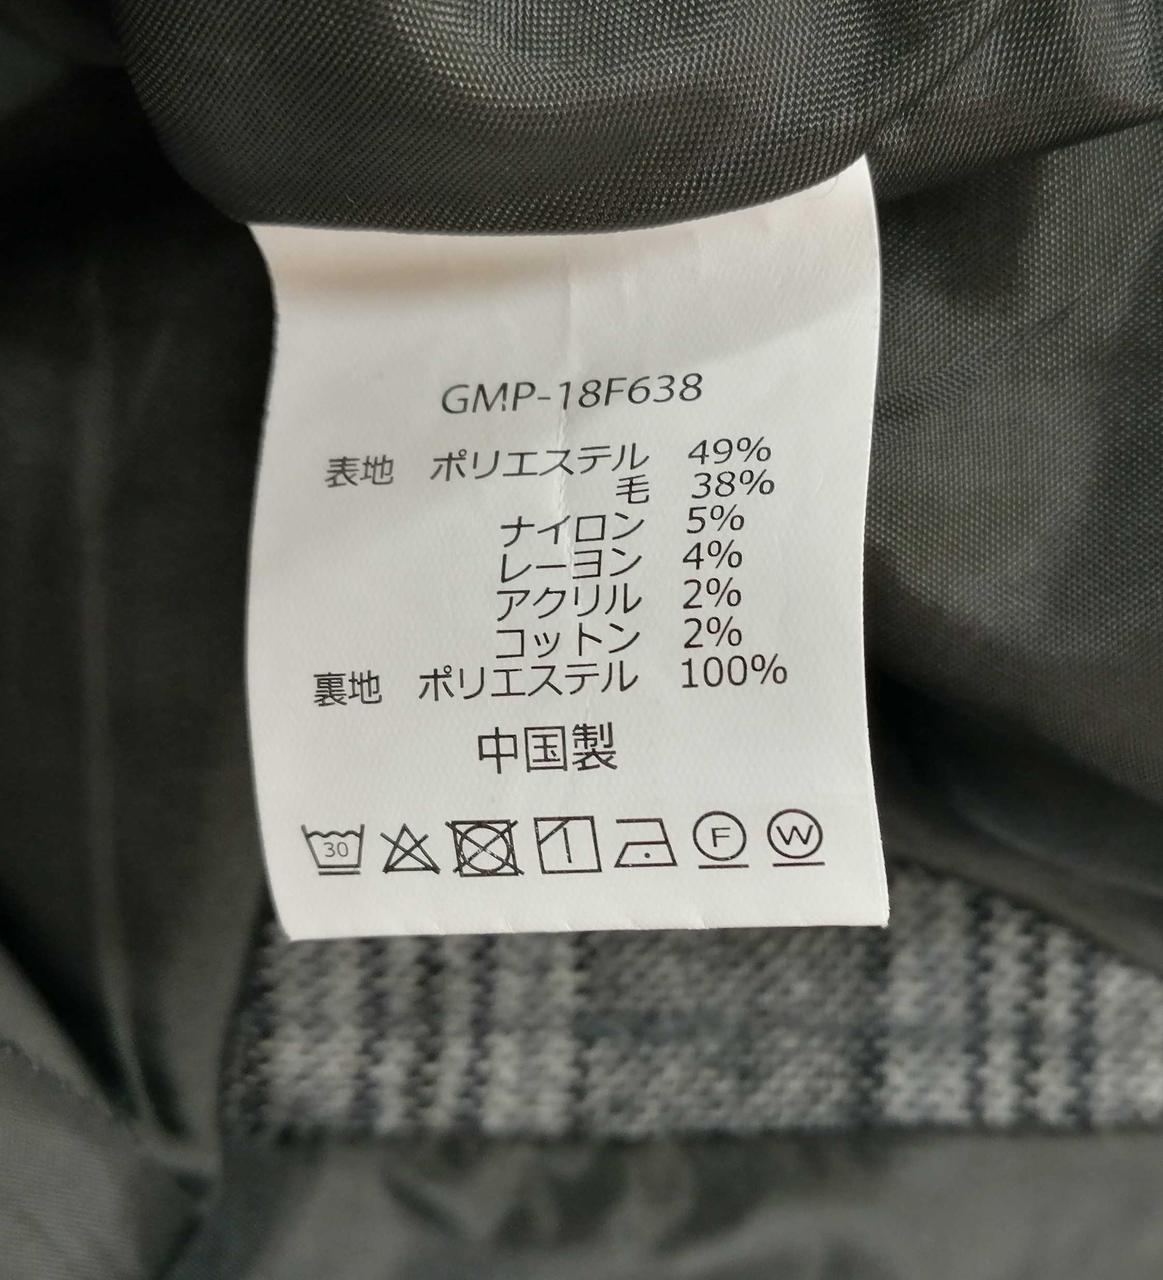 GMP-18F638
表地 ポリエステル 49%
毛 38%
ナイロン 5%
レーヨン 4%
アクリル 2%
コットン 2%
裏地 ポリエステル 100%
中国製
30 F W